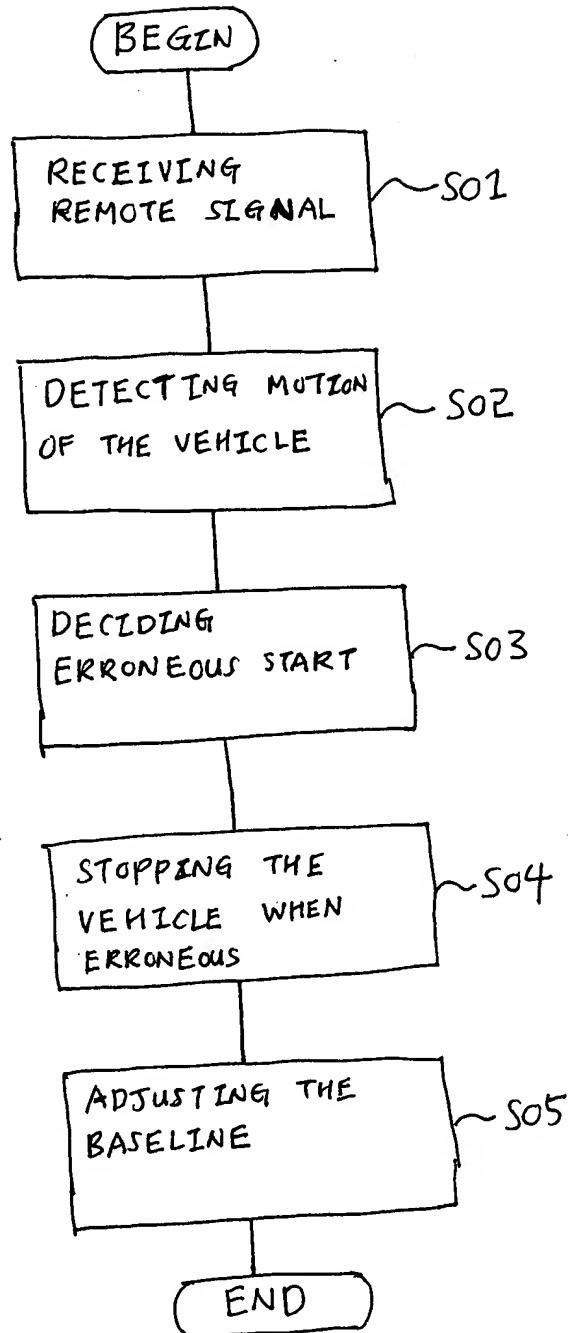 BEGIN
RECEIVING
REMOTE SIGNAL
S01
DETECTING MOTION
OF THE VEHICLE
S02
DECIDING
ERRONEOUS START
S03
STOPPING THE
VEHICLE WHEN
ERRONEOUS
S04
ADJUSTING THE
BASELINE
S05
END